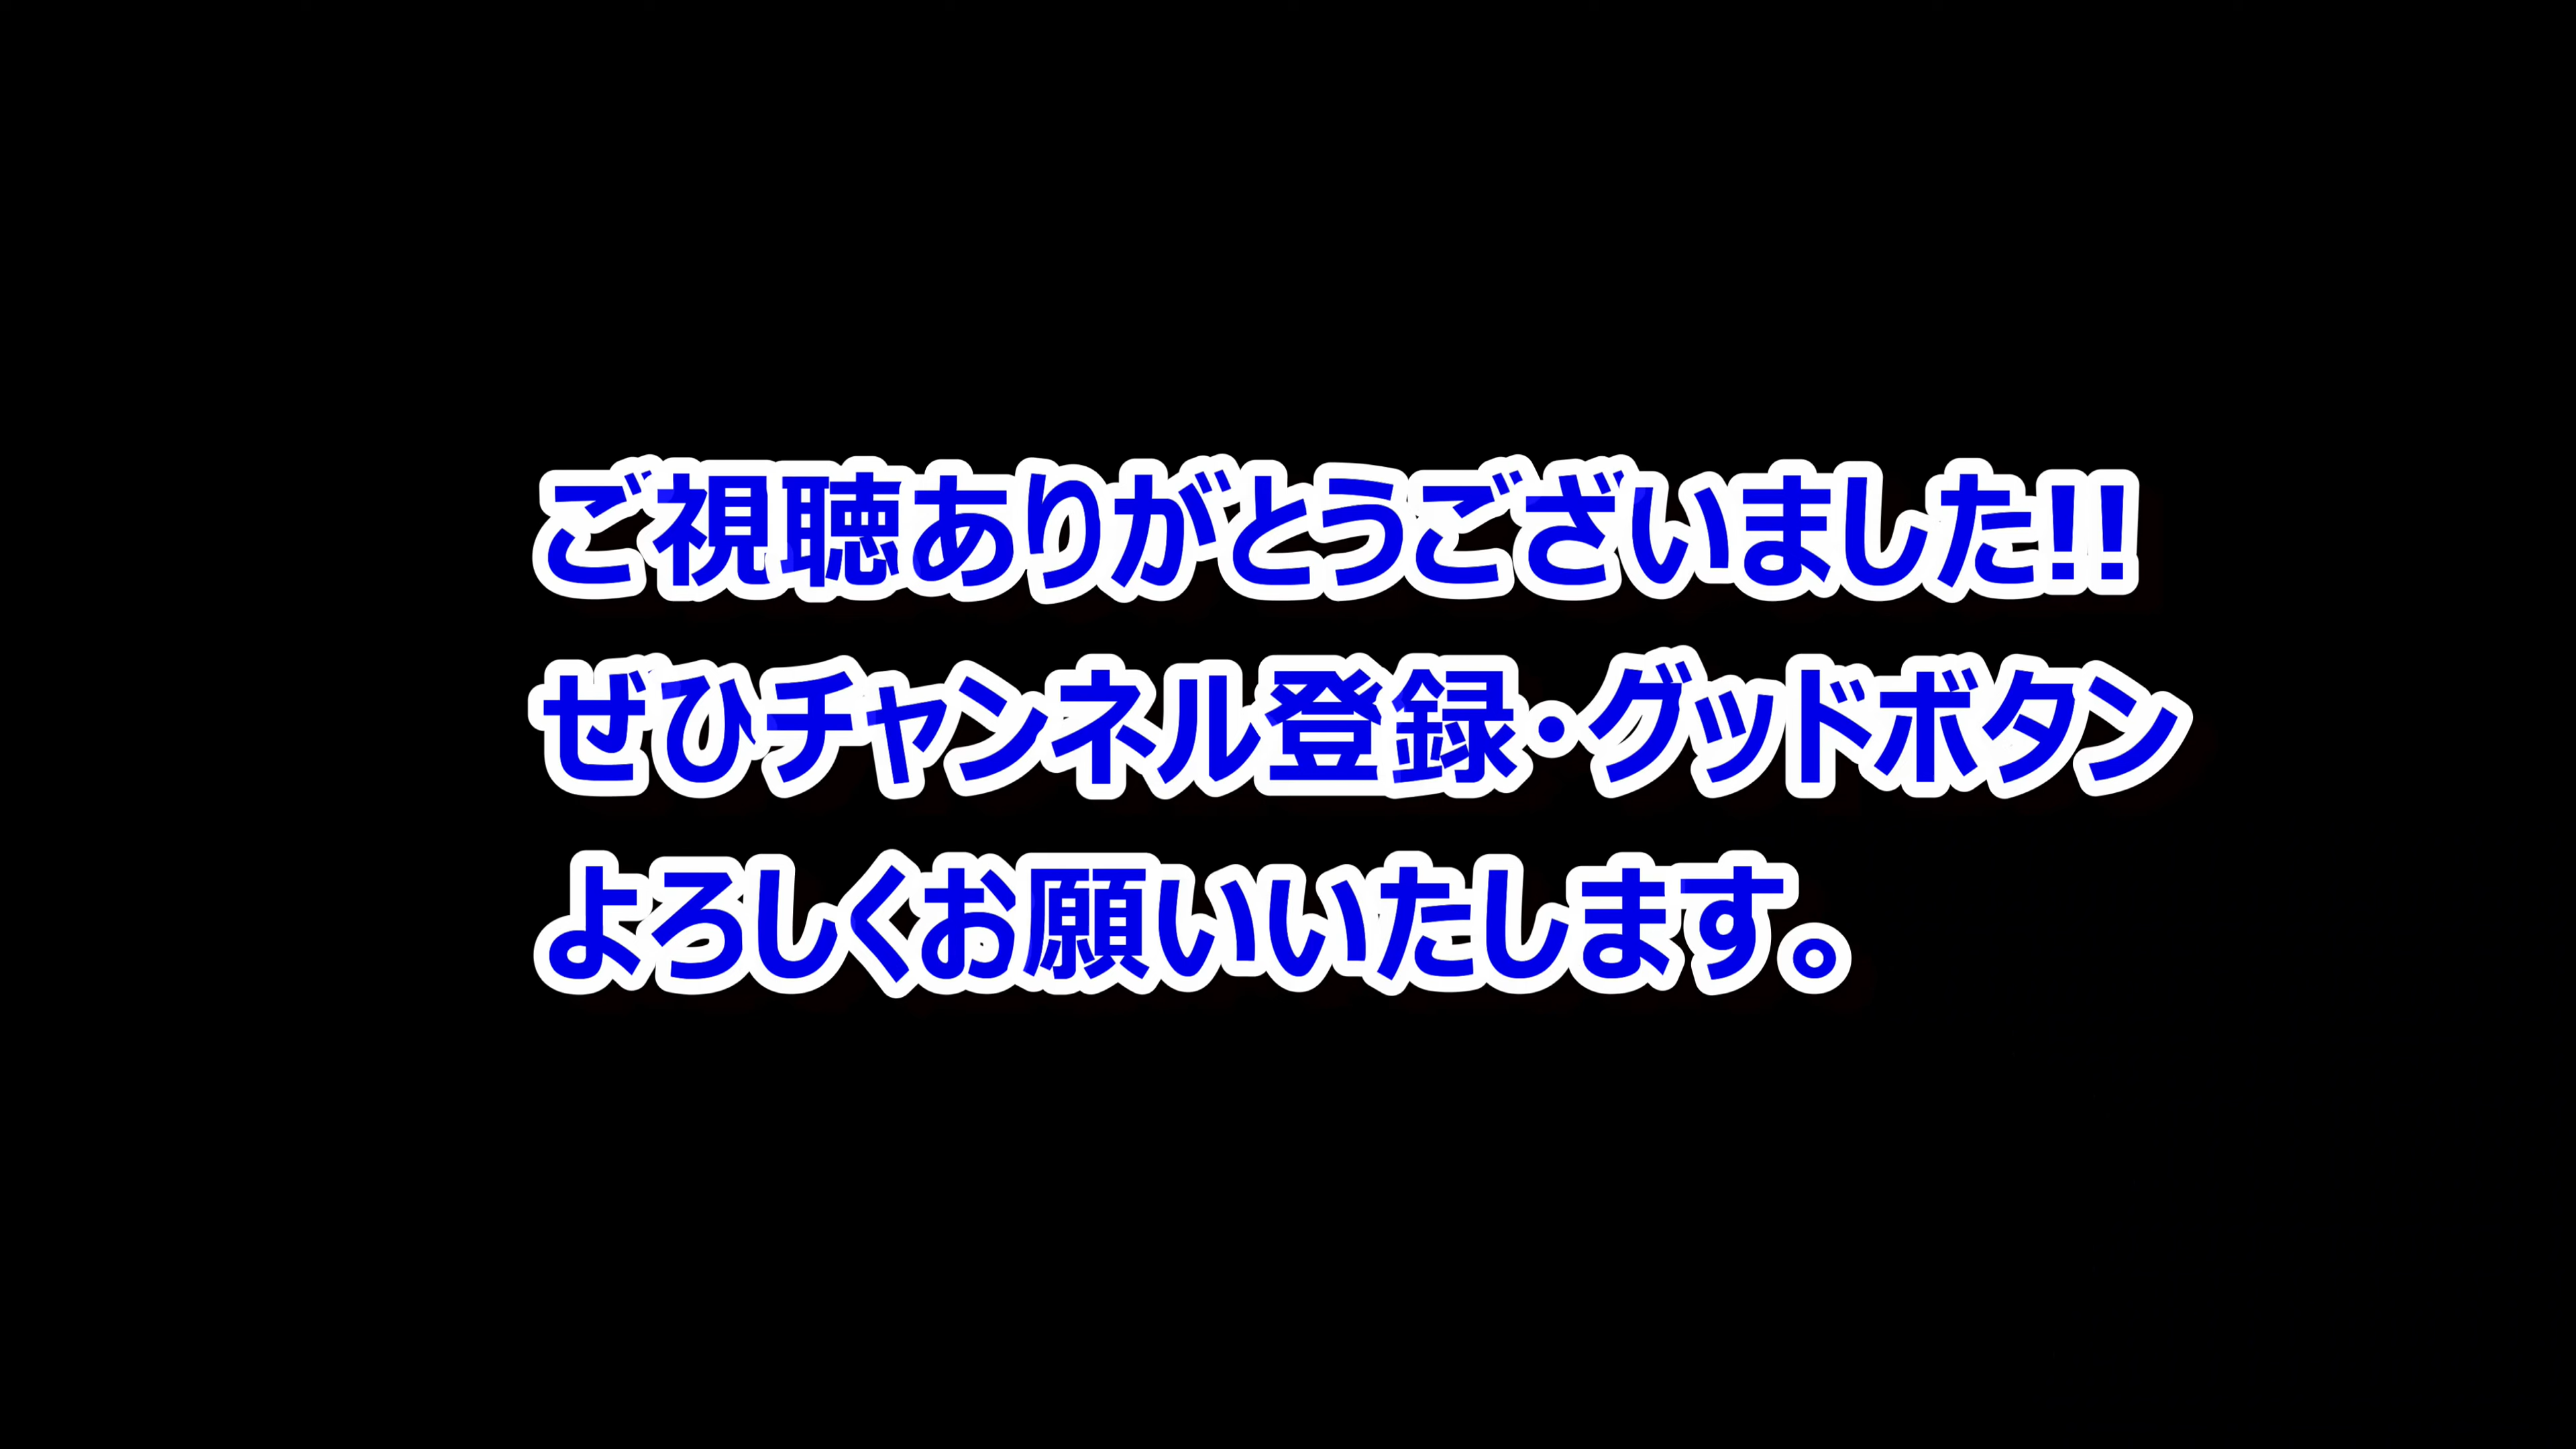 ご視聴ありがとうございました!!
ぜひチャンネル登録・グッドボタン
よろしくお願いいたします。